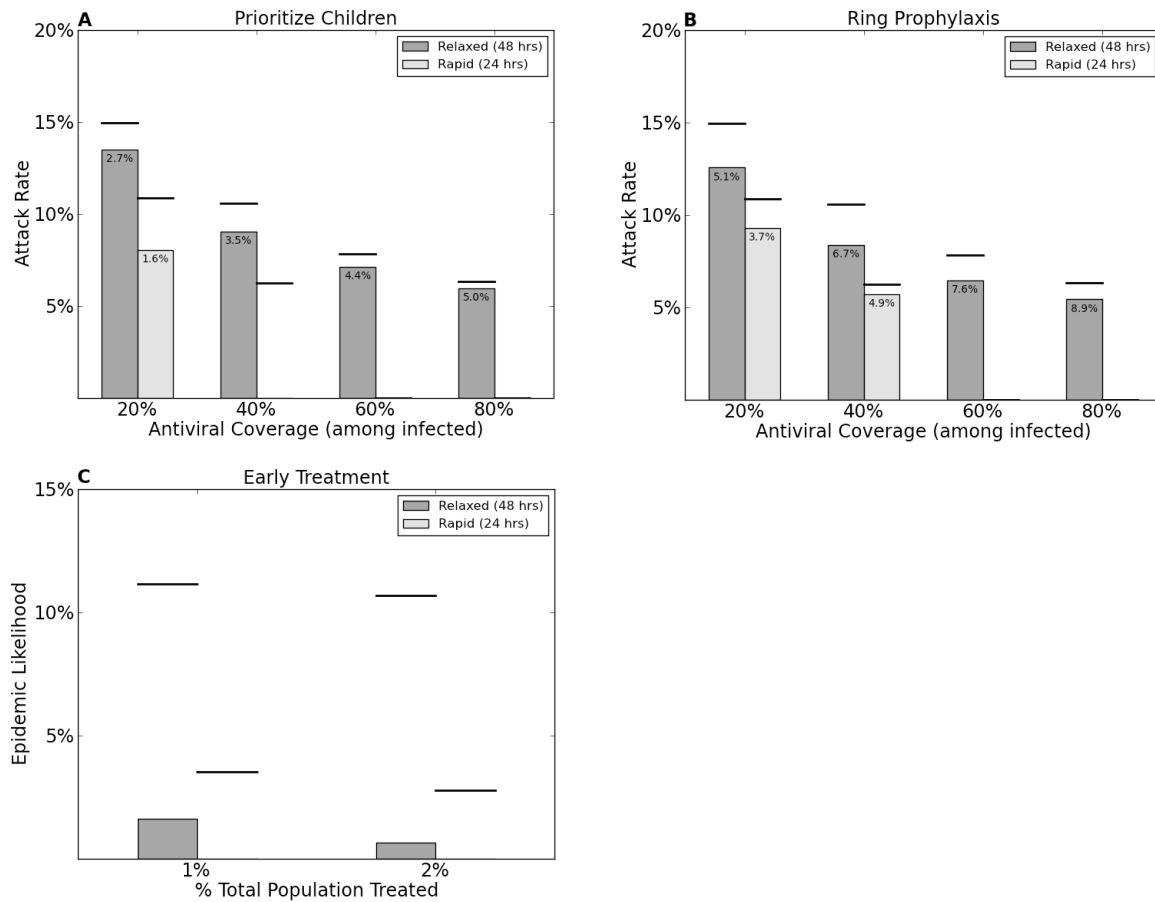 A Prioritize Children
20%
15%
10%
5%
Attack Rate
Relaxed (48 hrs)
Rapid (24 hrs)
2.7%
1.6%
3.5%
4.4%
5.0%
20% 40% 60% 80%
Antiviral Coverage (among infected)
B Ring Prophylaxis
20%
15%
10%
5%
Attack Rate
Relaxed (48 hrs)
Rapid (24 hrs)
5.1%
3.7%
6.7%
4.9%
7.6%
8.9%
20% 40% 60% 80%
Antiviral Coverage (among infected)
C Early Treatment
15%
10%
5%
Epidemic Likelihood
Relaxed (48 hrs)
Rapid (24 hrs)
1% 2%
% Total Population Treated